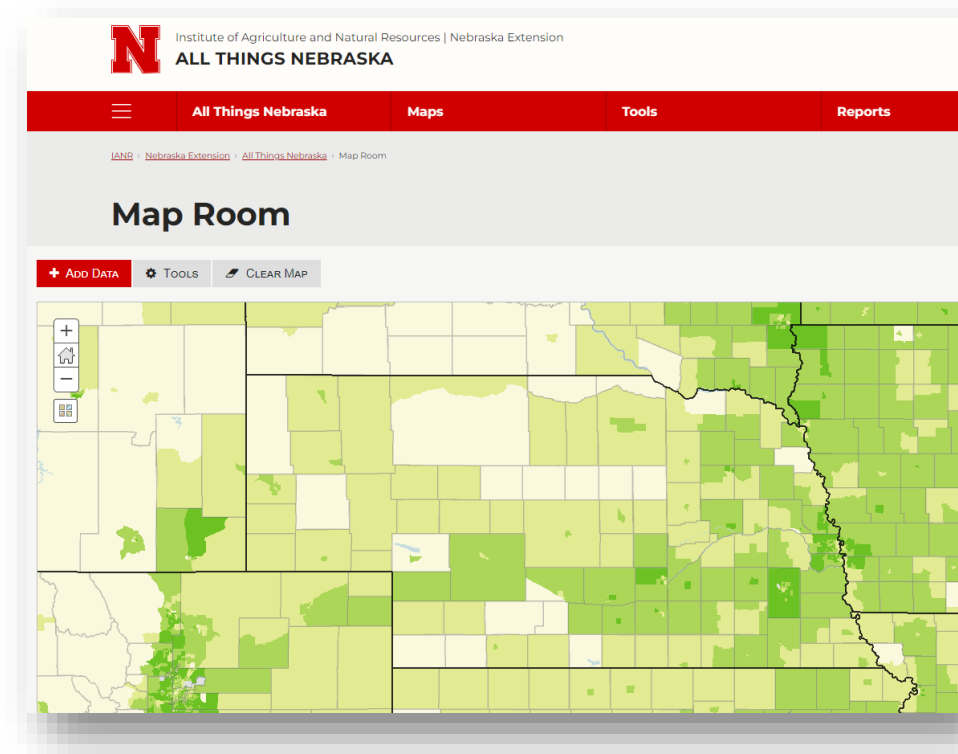 N
Institute of Agriculture and Natural Resources | Nebraska Extension
ALL THINGS NEBRASKA
All Things Nebraska Maps Tools Reports
IANR › Nebraska Extension › All Things Nebraska › Map Room
Map Room
+ Add Data Tools Clear Map
+
−